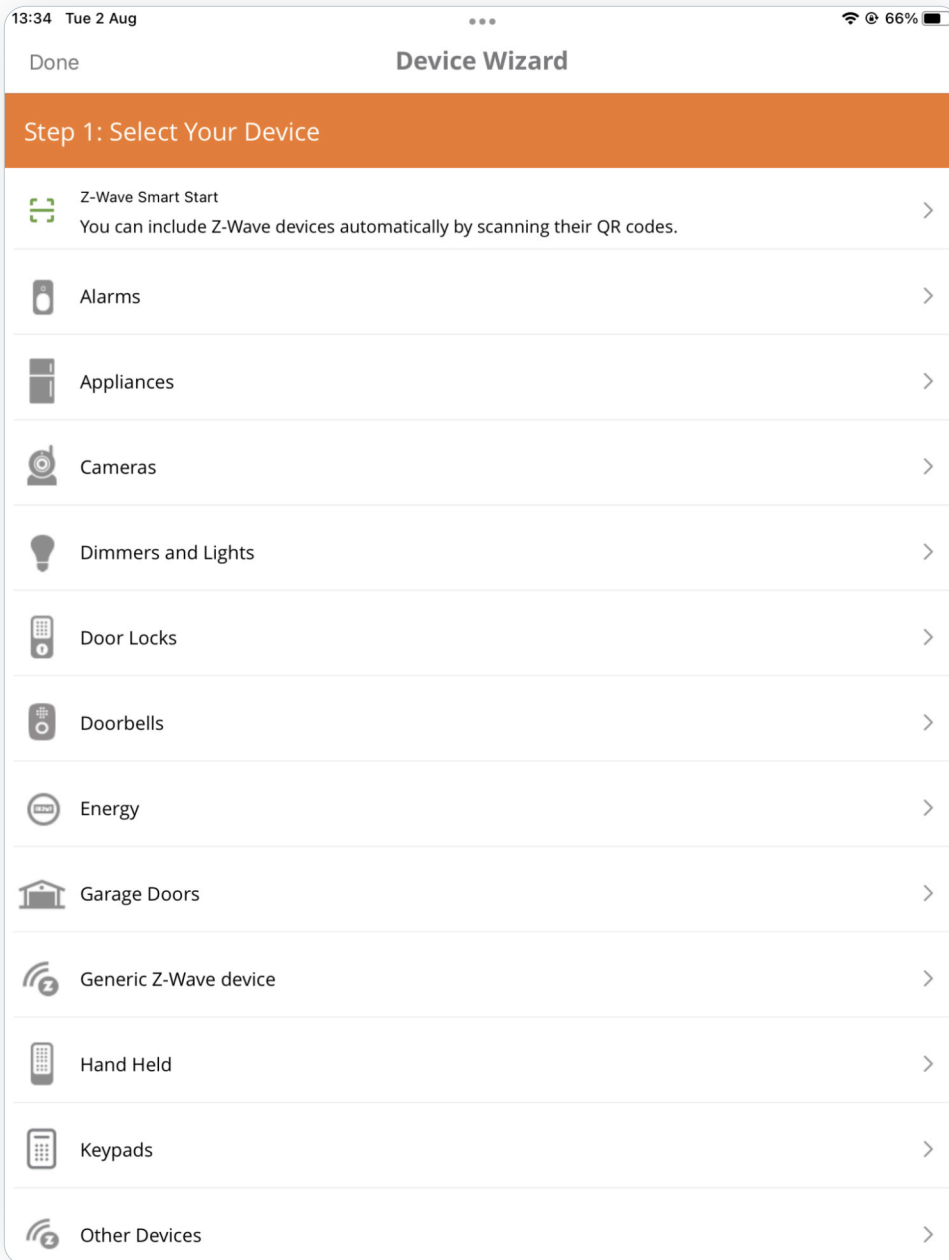 13:34 Tue 2 Aug
66%
Done
Device Wizard
Step 1: Select Your Device
Z-Wave Smart Start
You can include Z-Wave devices automatically by scanning their QR codes.
Alarms
Appliances
Cameras
Dimmers and Lights
Door Locks
Doorbells
Energy
Garage Doors
Generic Z-Wave device
Hand Held
Keypads
Other Devices